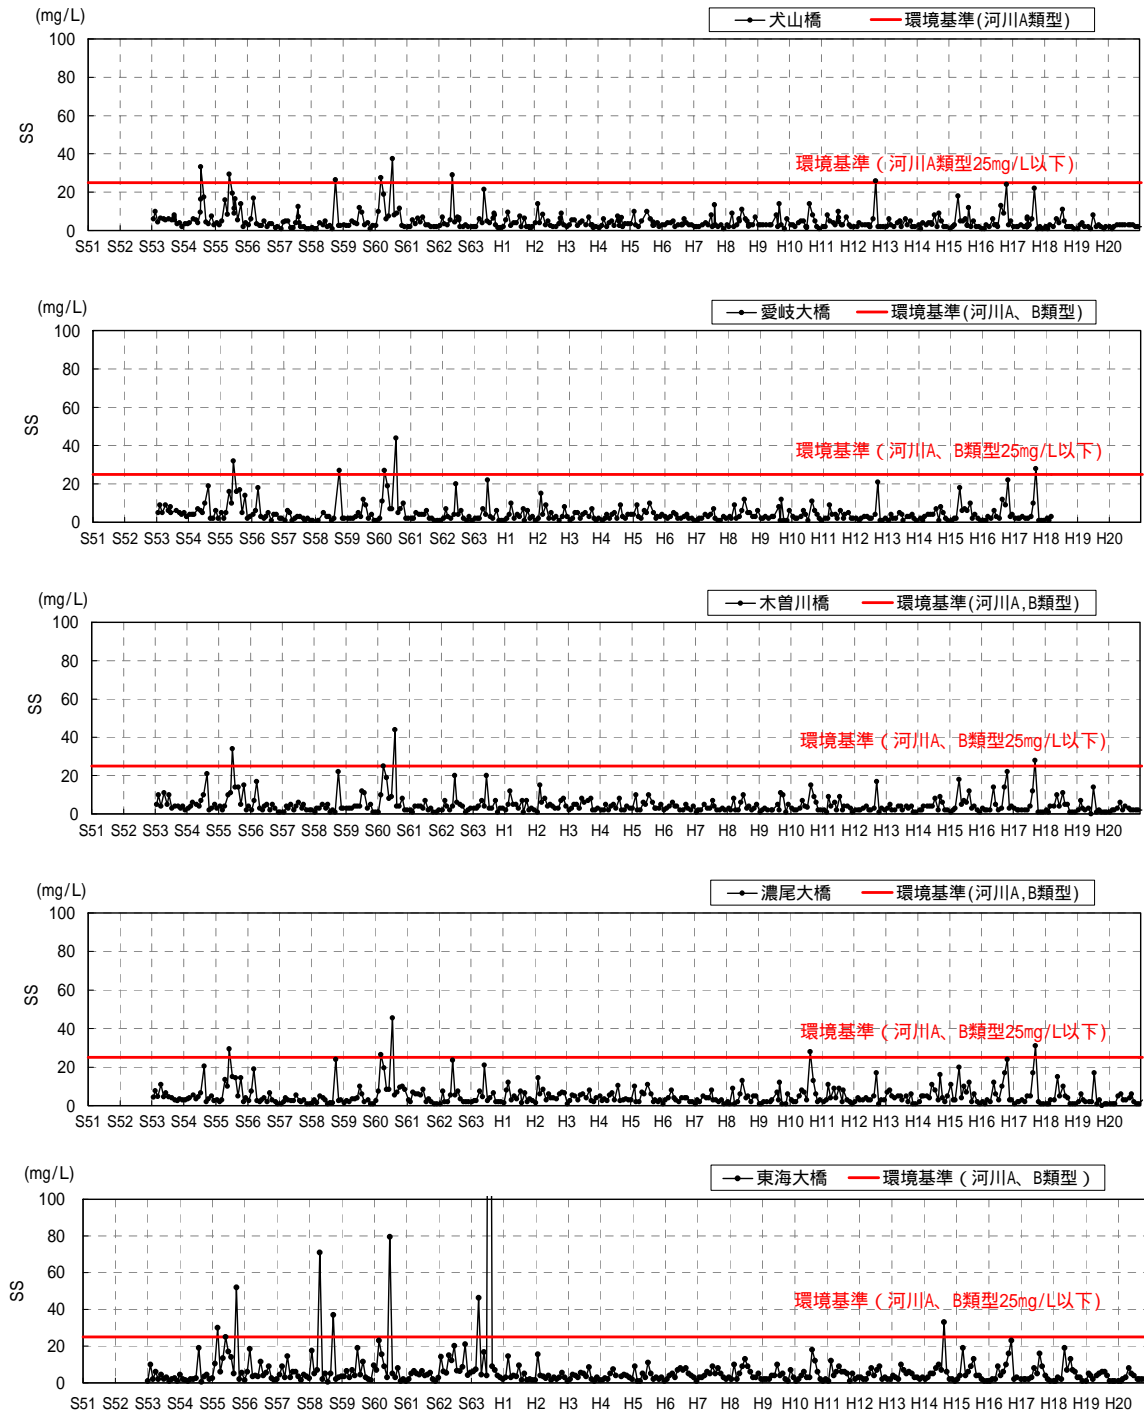 (mg/L)
犬山橋 環境基準(河川A類型)
100
80
60
40
20
0
SS
環境基準（河川A類型25mg/L以下）
S51 S52 S53 S54 S55 S56 S57 S58 S59 S60 S61 S62 S63 H1 H2 H3 H4 H5 H6 H7 H8 H9 H10 H11 H12 H13 H14 H15 H16 H17 H18 H19 H20
(mg/L)
愛岐大橋 環境基準(河川A、B類型)
100
80
60
40
20
0
SS
環境基準（河川A、B類型25mg/L以下）
S51 S52 S53 S54 S55 S56 S57 S58 S59 S60 S61 S62 S63 H1 H2 H3 H4 H5 H6 H7 H8 H9 H10 H11 H12 H13 H14 H15 H16 H17 H18 H19 H20
(mg/L)
木曽川橋 環境基準(河川A,B類型)
100
80
60
40
20
0
SS
環境基準（河川A、B類型25mg/L以下）
S51 S52 S53 S54 S55 S56 S57 S58 S59 S60 S61 S62 S63 H1 H2 H3 H4 H5 H6 H7 H8 H9 H10 H11 H12 H13 H14 H15 H16 H17 H18 H19 H20
(mg/L)
濃尾大橋 環境基準(河川A,B類型)
100
80
60
40
20
0
SS
環境基準（河川A、B類型25mg/L以下）
S51 S52 S53 S54 S55 S56 S57 S58 S59 S60 S61 S62 S63 H1 H2 H3 H4 H5 H6 H7 H8 H9 H10 H11 H12 H13 H14 H15 H16 H17 H18 H19 H20
(mg/L)
東海大橋 環境基準（河川A、B類型）
100
80
60
40
20
0
SS
環境基準（河川A、B類型25mg/L以下）
S51 S52 S53 S54 S55 S56 S57 S58 S59 S60 S61 S62 S63 H1 H2 H3 H4 H5 H6 H7 H8 H9 H10 H11 H12 H13 H14 H15 H16 H17 H18 H19 H20